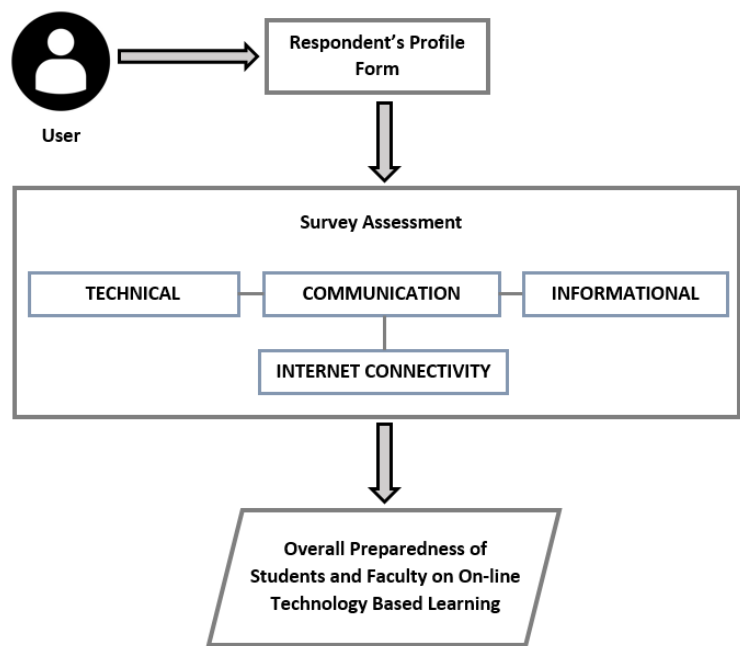 Respondent's Profile
Form
User
Survey Assessment
TECHNICAL
COMMUNICATION
INFORMATIONAL
INTERNET CONNECTIVITY
Overall Preparedness of
Students and Faculty on On-line
Technology Based Learning